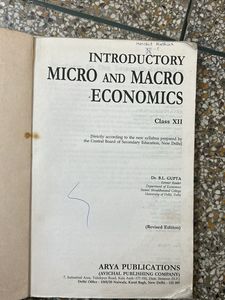 INTRODUCTORY
MICRO AND MACRO
ECONOMICS
Class XII
(Strictly according to the new syllabus prepared by
the Central Board of Secondary Education, New Delhi)
Dr. B.L. GUPTA
Former Reader
Department of Economics
University of Delhi, Delhi
(Revised Edition)
ARYA PUBLICATIONS
(AVICHAL PUBLISHING COMPANY)